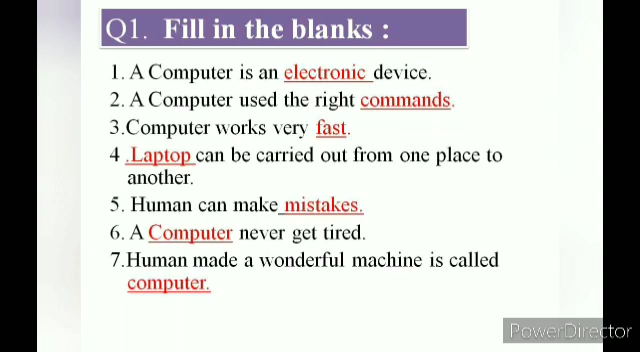 Q1. Fill in the blanks :
1. A Computer is an electronic device.
2. A Computer used the right commands.
3.Computer works very fast.
4 .Laptop can be carried out from one place to
another.
5. Human can make mistakes.
6. A Computer never get tired.
7.Human made a wonderful machine is called
computer.
PowerDirector